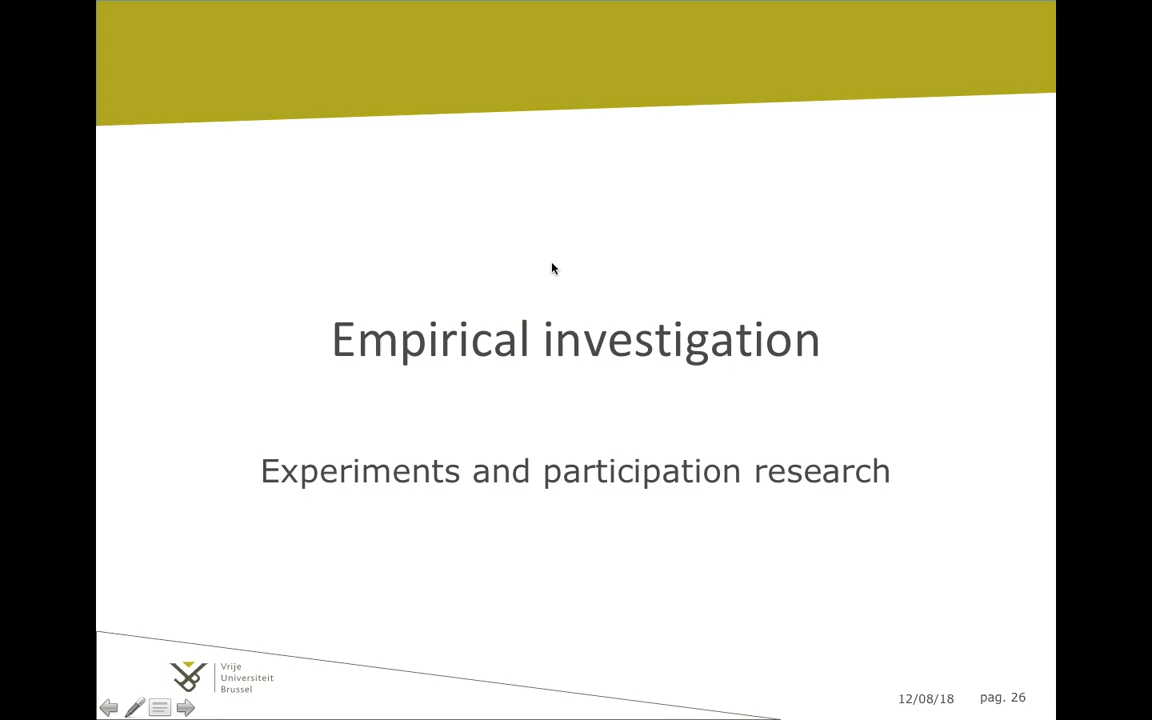 Empirical investigation
Experiments and participation research
Vrije
Universiteit
Brussel
12/08/18
pag. 26